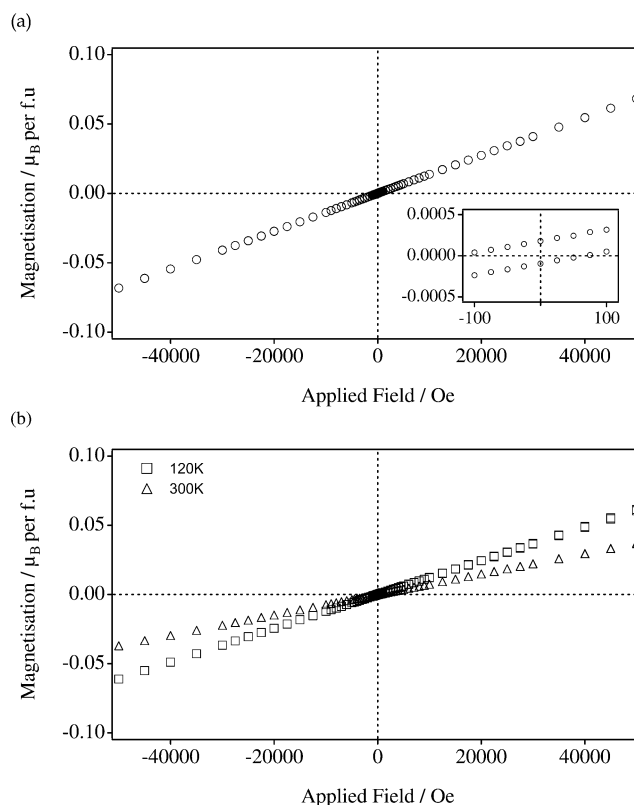 (a)
0.10
0.05
0.00
-0.05
-0.10
Magnetisation / μB per f.u
0.0005
0.0000
-0.0005
-100 0 100
-40000 -20000 0 20000 40000
Applied Field / Oe
(b)
0.10
0.05
0.00
-0.05
-0.10
Magnetisation / μB per f.u
120K
300K
-40000 -20000 0 20000 40000
Applied Field / Oe